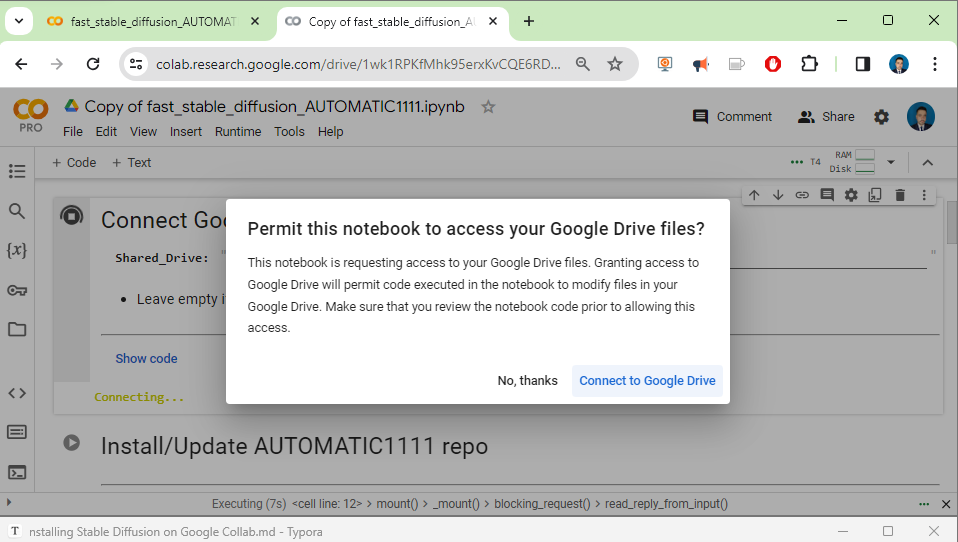 fast_stable_diffusion_AUTOMAT
Copy of fast_stable_diffusion_A
colab.research.google.com/drive/1wk1RPKfMhk95erxKvCQE6RD...
Copy of fast_stable_diffusion_AUTOMATIC1111.ipynb
PRO
File Edit View Insert Runtime Tools Help
Comment
Share
+ Code + Text
T4
RAM
Disk
Connect Goo
Shared_Drive: "
"
• Leave empty i
Show code
Connecting...
Permit this notebook to access your Google Drive files?
This notebook is requesting access to your Google Drive files. Granting access to
Google Drive will permit code executed in the notebook to modify files in your
Google Drive. Make sure that you review the notebook code prior to allowing this
access.
No, thanks
Connect to Google Drive
{x}
Install/Update AUTOMATIC1111 repo
Executing (7s) <cell line: 12> > mount() > _mount() > blocking_request() > read_reply_from_input()
T nstalling Stable Diffusion on Google Collab.md - Typora